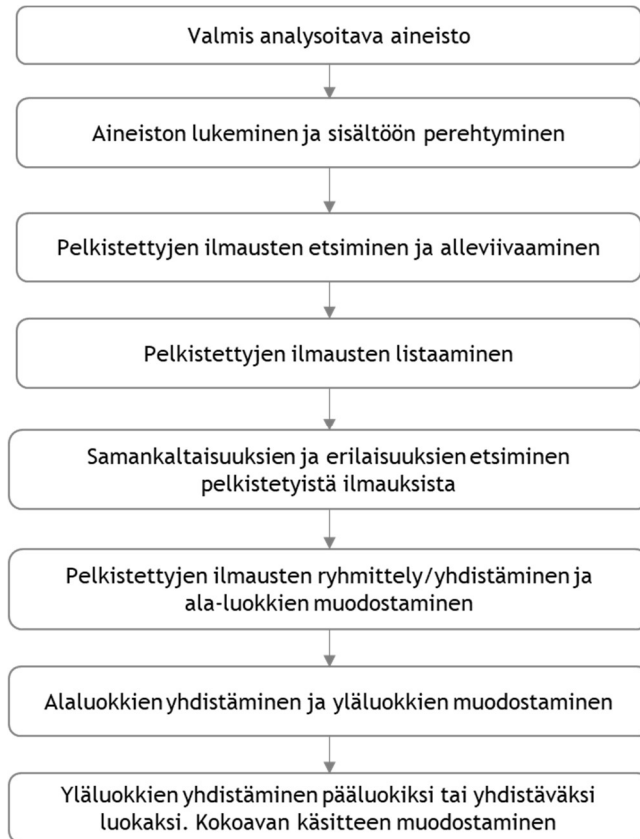 Valmis analysoitava aineisto
Aineiston lukeminen ja sisältöön perehtyminen
Pelkistettyjen ilmausten etsiminen ja alleviivaaminen
Pelkistettyjen ilmausten listaaminen
Samankaltaisuuksien ja erilaisuuksien etsiminen
pelkistetyistä ilmauksista
Pelkistettyjen ilmausten ryhmittely/yhdistäminen ja
ala-luokkien muodostaminen
Alaluokkien yhdistäminen ja yläluokkien muodostaminen
Yläluokkien yhdistäminen pääluokiksi tai yhdistäväksi
luokaksi. Kokoavan käsitteen muodostaminen